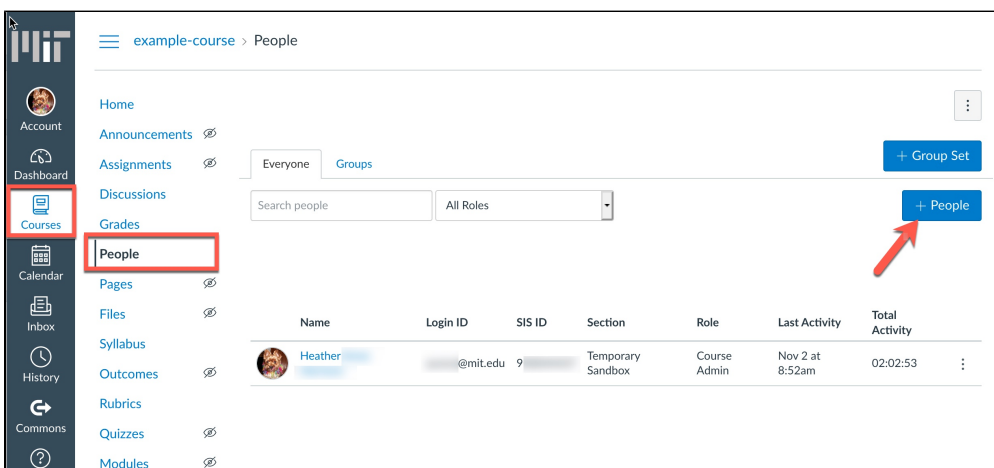 MIT
example-course > People
Account
Dashboard
Courses
Calendar
Inbox
History
Commons
Home
Announcements
Assignments
Discussions
Grades
People
Pages
Files
Syllabus
Outcomes
Rubrics
Quizzes
Modules
+ Group Set
Everyone Groups
Search people All Roles
+ People
Name Login ID SIS ID Section Role Last Activity Total Activity
Heather @mit.edu 9 Temporary Sandbox Course Admin Nov 2 at 8:52am 02:02:53